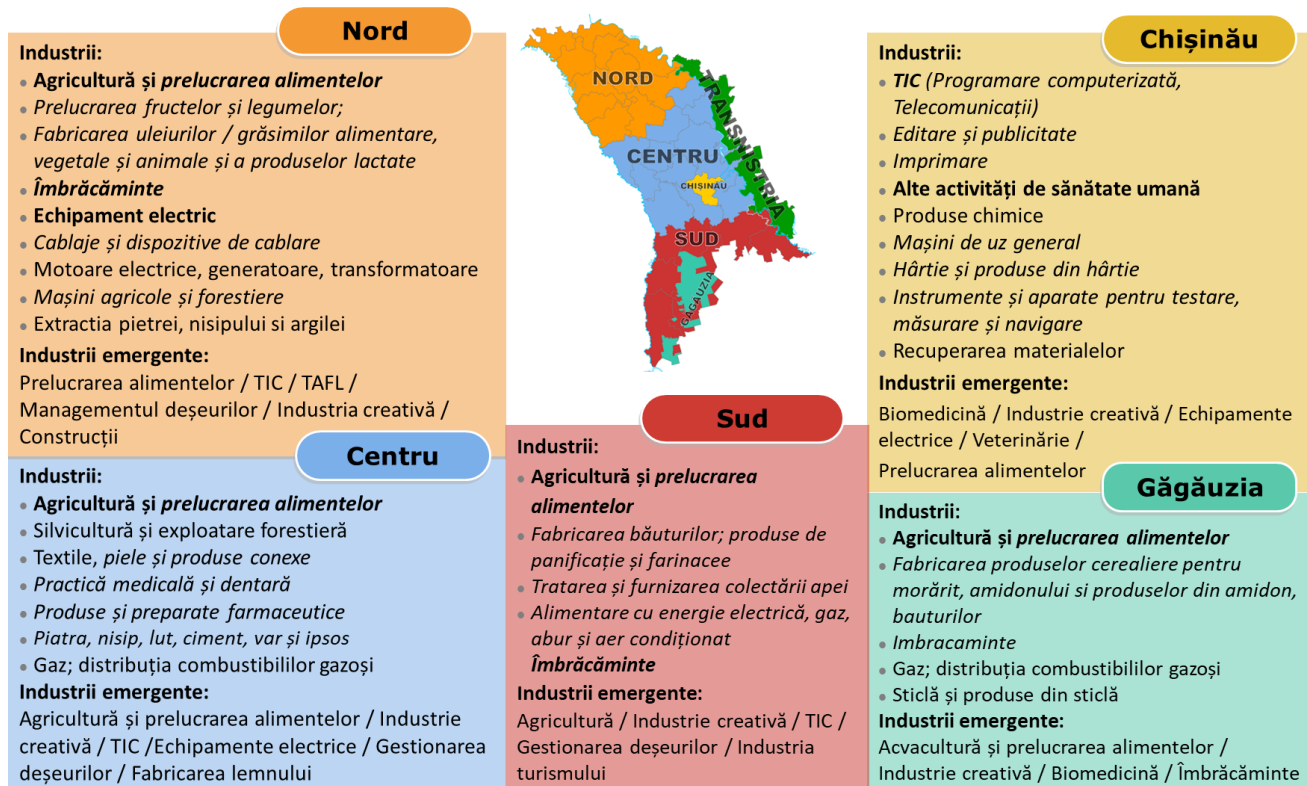 Nord
Industrii:
• Agricultură și prelucrarea alimentelor
• Prelucrarea fructelor și legumelor;
• Fabricarea uleiurilor / grăsimilor alimentare,
vegetale și animale și a produselor lactate
• Îmbrăcăminte
• Echipament electric
• Cablaje și dispozitive de cablare
• Motoare electrice, generatoare, transformatoare
• Mașini agricole și forestiere
• Extractia pietrei, nisipului si argilei
Industrii emergente:
Prelucrarea alimentelor / TIC / TAFL /
Managementul deșeurilor / Industria creativă /
Construcții
NORD
TRANSNISTRIA
CENTRU
CHIȘINĂU
SUD
GAGAUZIA
Chișinău
Industrii:
• TIC (Programare computerizată,
Telecomunicații)
• Editare și publicitate
• Imprimare
• Alte activități de sănătate umană
• Produse chimice
• Mașini de uz general
• Hârtie și produse din hârtie
• Instrumente și aparate pentru testare,
măsurare și navigare
• Recuperarea materialelor
Industrii emergente:
Biomedicină / Industrie creativă / Echipamente
electrice / Veterinărie /
Prelucrarea alimentelor
Centru
Industrii:
• Agricultură și prelucrarea alimentelor
• Silvicultură și exploatare forestieră
• Textile, piele și produse conexe
• Practică medicală și dentară
• Produse și preparate farmaceutice
• Piatra, nisip, lut, ciment, var și ipsos
• Gaz; distribuția combustibililor gazoși
Industrii emergente:
Agricultură și prelucrarea alimentelor / Industrie
creativă / TIC /Echipamente electrice / Gestionarea
deșeurilor / Fabricarea lemnului
Sud
Industrii:
• Agricultură și prelucrarea
alimentelor
• Fabricarea băuturilor; produse de
panificație și farinacee
• Tratarea și furnizarea colectării apei
• Alimentare cu energie electrică, gaz,
abur și aer condiționat
Îmbrăcăminte
Industrii emergente:
Agricultură / Industrie creativă / TIC /
Gestionarea deșeurilor / Industria
turismului
Găgăuzia
Industrii:
• Agricultură și prelucrarea alimentelor
• Fabricarea produselor cerealiere pentru
morărit, amidonului si produselor din amidon,
bauturilor
• Imbracaminte
• Gaz; distribuția combustibililor gazoși
• Sticlă și produse din sticlă
Industrii emergente:
Acvacultură și prelucrarea alimentelor /
Industrie creativă / Biomedicină / Îmbrăcăminte